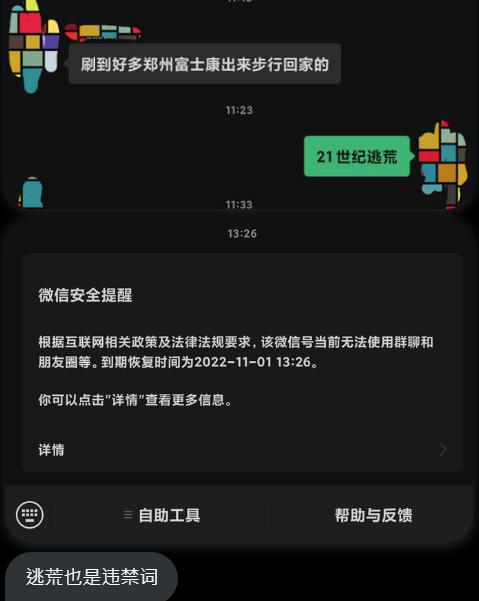 刷到好多郑州富士康出来步行回家的
11:23
21世纪逃荒
11:33
13:26
微信安全提醒
根据互联网相关政策及法律法规要求，该微信号当前无法使用群聊和
朋友圈等。到期恢复时间为2022-11-01 13:26。
你可以点击"详情"查看更多信息。
详情
自助工具
帮助与反馈
逃荒也是违禁词